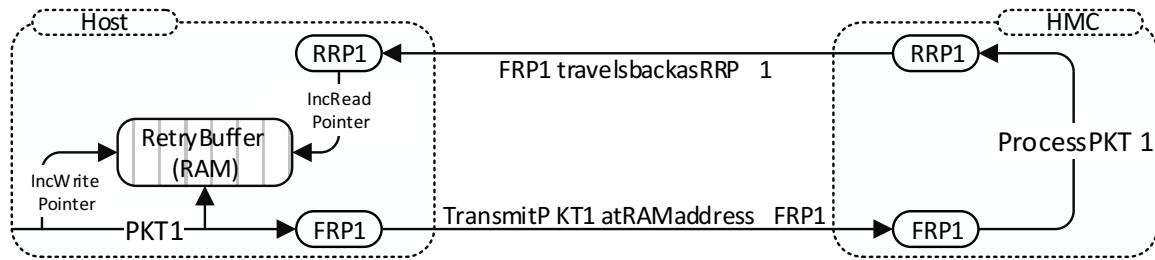 Host
HMC
RRP1
RRP1
FRP1 travelsbackasRRP 1
IncRead
Pointer
RetryBuffer
(RAM)
ProcessPKT 1
IncWrite
Pointer
PKT1
FRP1
TransmitP KT1 atRAMaddress FRP1
FRP1